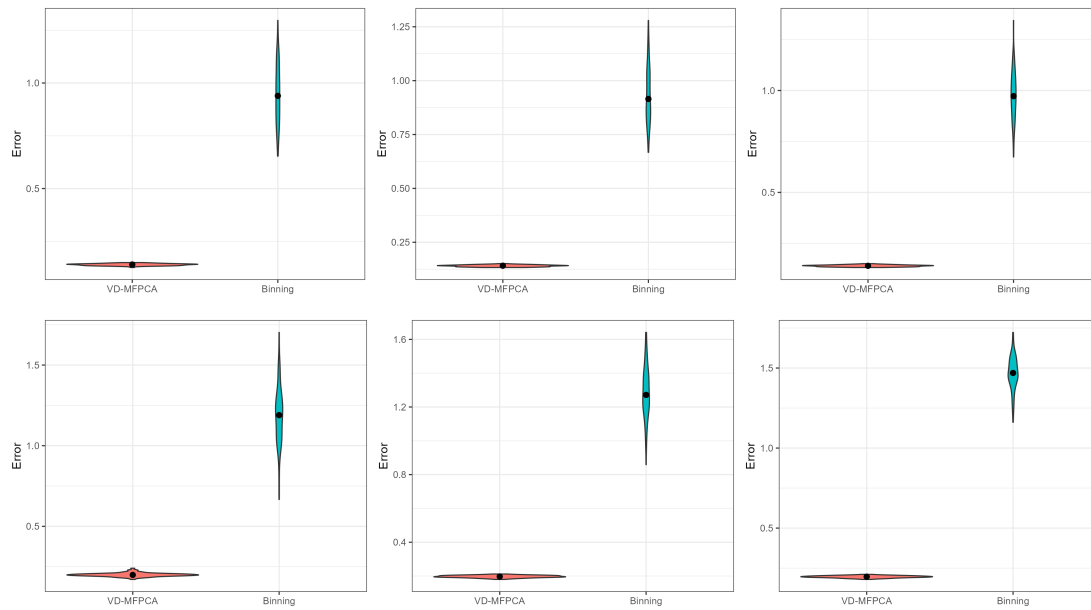 Error
1.0
0.5
VD-MFPCA
Binning
Error
1.25
1.00
0.75
0.50
0.25
VD-MFPCA
Binning
Error
1.0
0.5
VD-MFPCA
Binning
Error
1.5
1.0
0.5
VD-MFPCA
Binning
Error
1.6
1.2
0.8
0.4
VD-MFPCA
Binning
Error
1.5
1.0
0.5
VD-MFPCA
Binning